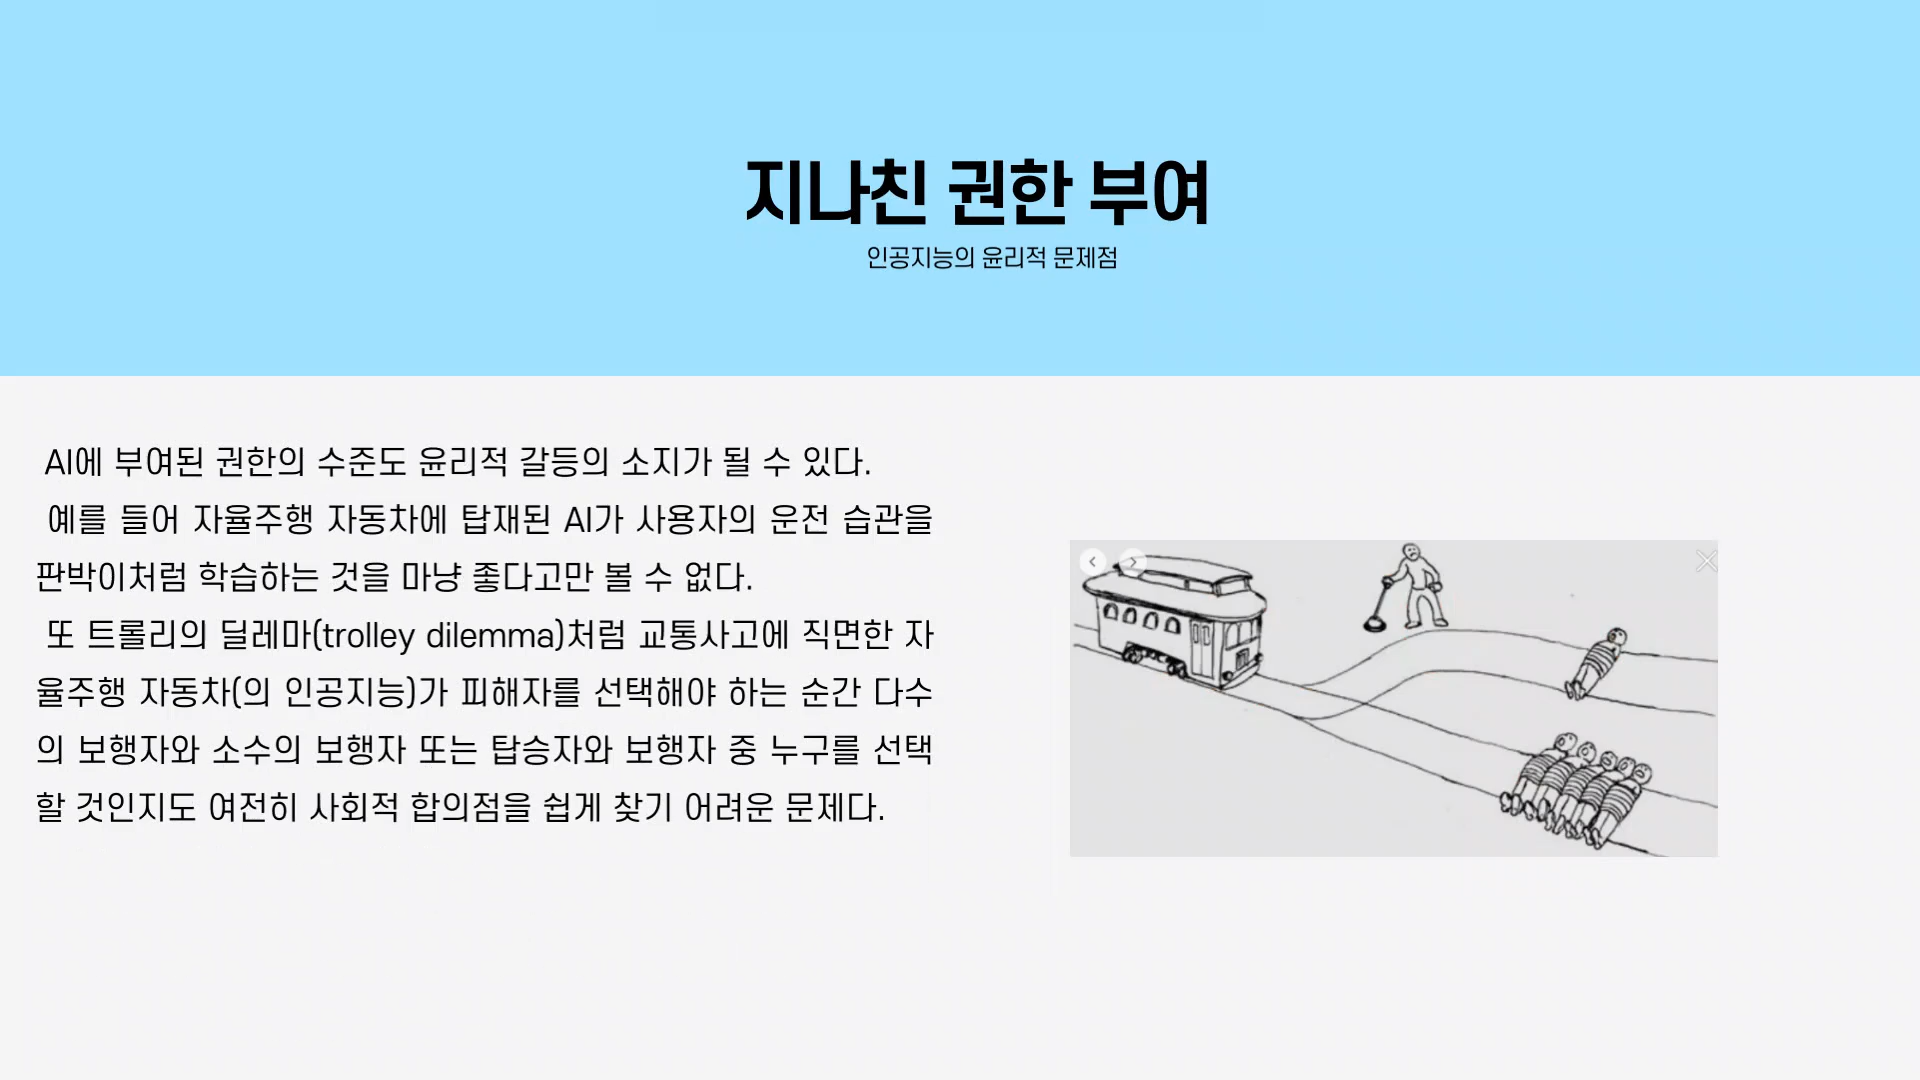 지나친 권한 부여
인공지능의 윤리적 문제점
AI에 부여된 권한의 수준도 윤리적 갈등의 소지가 될 수 있다.
예를 들어 자율주행 자동차에 탑재된 AI가 사용자의 운전 습관을
판박이처럼 학습하는 것을 마냥 좋다고만 볼 수 없다.
또 트롤리의 딜레마(trolley dilemma)처럼 교통사고에 직면한 자
율주행 자동차(의 인공지능)가 피해자를 선택해야 하는 순간 다수
의 보행자와 소수의 보행자 또는 탑승자와 보행자 중 누구를 선택
할 것인지도 여전히 사회적 합의점을 쉽게 찾기 어려운 문제다.